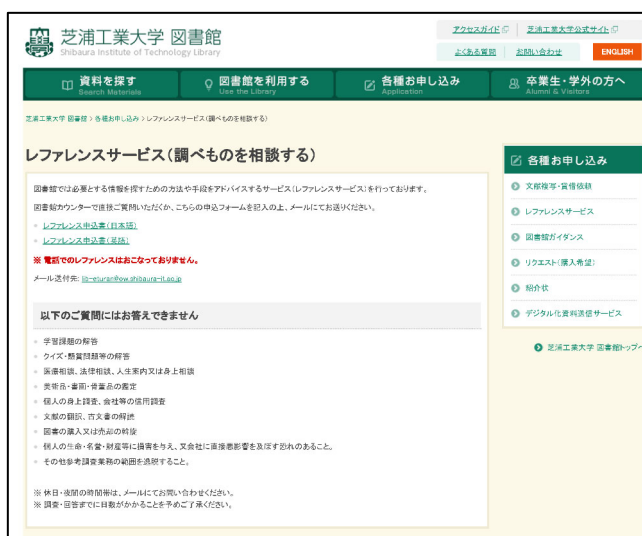 芝浦工業大学 図書館
Shibaura Institute of Technology Library
アクセスガイド
芝浦工業大学公式サイト
よくある質問
お問い合わせ
ENGLISH
資料を探す
Search Materials
図書館を利用する
Use the Library
各種お申し込み
Application
卒業生・学外の方へ
Alumni & Visitors
芝浦工業大学 図書館 > 各種お申し込み > レファレンスサービス(調べものを相談する)
レファレンスサービス(調べものを相談する)
図書館では必要とする情報を探すための方法や手段をアドバイスするサービス(レファレンスサービス)を行っております。
図書館カウンターで直接ご質問いただくか、こちらの申込フォームを記入の上、メールにてお送りください。
レファレンス申込書(日本語)
レファレンス申込書(英語)
※ 電話でのレファレンスはおこなっておりません。
メール送付先: lib-eturan@ow.shibaura-it.ac.jp
以下のご質問にはお答えできません
学習課題の解答
クイズ・懸賞問題等の解答
医療相談、法律相談、人生案内又は身上相談
美術品・書画・骨董品の鑑定
個人の身上調査、会社等の信用調査
文献の翻訳、古文書の解読
図書の購入又は売却の斡旋
個人の生命・名誉・財産等に損害を与え、又会社に直接悪影響を及ぼす恐れのあること。
その他参考調査業務の範囲を逸脱すること。
※ 休日・夜間の時間帯は、メールにてお問い合わせください。
※ 調査・回答までに日数がかかることを予めご了承ください。
各種お申し込み
文献複写・貸借依頼
レファレンスサービス
図書館ガイダンス
リクエスト(購入希望)
紹介状
デジタル化資料送信サービス
芝浦工業大学 図書館トップへ